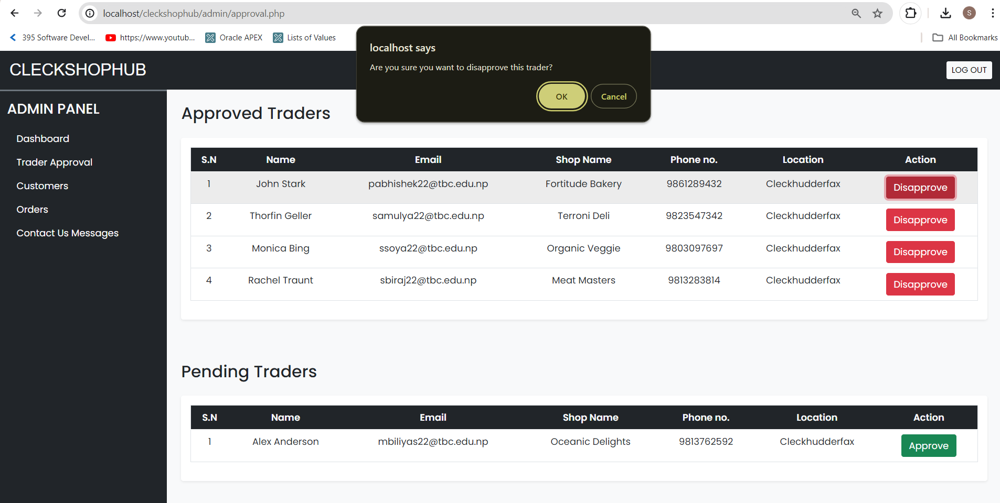 localhost/cleckshophub/admin/approval.php
S
395 Software Devel... https://www.youtub... Oracle APEX Lists of Values All Bookmarks
localhost says
Are you sure you want to disapprove this trader?
OK Cancel
CLECKSHOPHUB LOG OUT
ADMIN PANEL
Dashboard
Trader Approval
Customers
Orders
Contact Us Messages
Approved Traders
S.N Name Email Shop Name Phone no. Location Action
1 John Stark pabhishek22@tbc.edu.np Fortitude Bakery 9861289432 Cleckhudderfax Disapprove
2 Thorfin Geller samulya22@tbc.edu.np Terroni Deli 9823547342 Cleckhudderfax Disapprove
3 Monica Bing ssoya22@tbc.edu.np Organic Veggie 9803097697 Cleckhudderfax Disapprove
4 Rachel Traunt sbiraj22@tbc.edu.np Meat Masters 9813283814 Cleckhudderfax Disapprove
Pending Traders
S.N Name Email Shop Name Phone no. Location Action
1 Alex Anderson mbiliyas22@tbc.edu.np Oceanic Delights 9813762592 Cleckhudderfax Approve